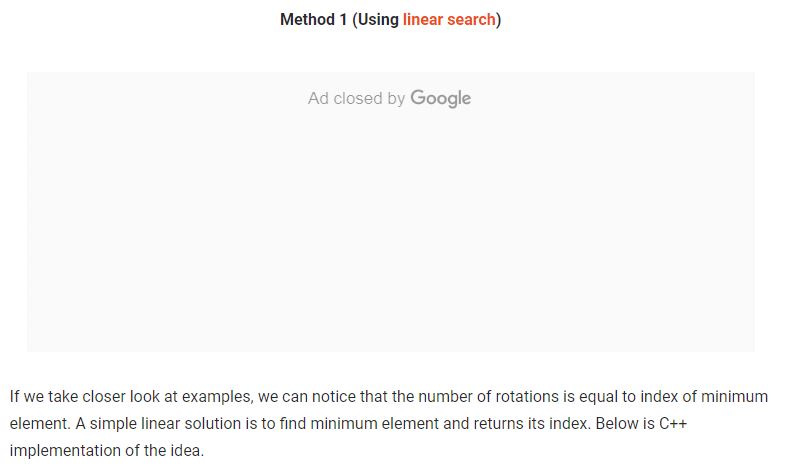 Method 1 (Using linear search)
Ad closed by Google
If we take closer look at examples, we can notice that the number of rotations is equal to index of minimum
element. A simple linear solution is to find minimum element and returns its index. Below is C++
implementation of the idea.